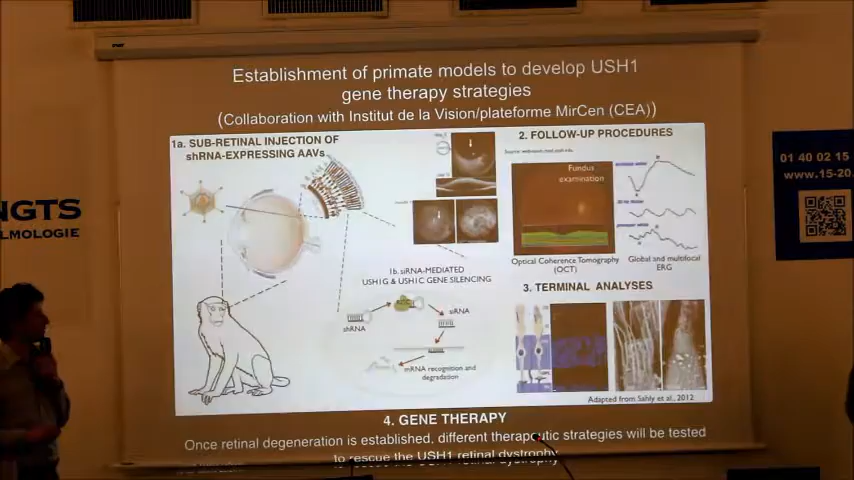 Establishment of primate models to develop USH1
gene therapy strategies
(Collaboration with Institut de la Vision/plateforme MirCen (CEA))
1a. SUB-RETINAL INJECTION OF
shRNA-EXPRESSING AAVs
2. FOLLOW-UP PROCEDURES
Fundus
examination
Optical Coherence Tomography
(OCT)
Global and multifocal
ERG
1b. siRNA-MEDIATED
USH1G & USH1C GENE SILENCING
shRNA
siRNA
mRNA recognition and
degradation
3. TERMINAL ANALYSES
Adapted from Sahly et al., 2012
4. GENE THERAPY
Once retinal degeneration is established, different therapeutic strategies will be tested
to rescue the USH1 retinal dystrophy
NGTS
LMOLOGIE
01 40 02 15
www.15-20.